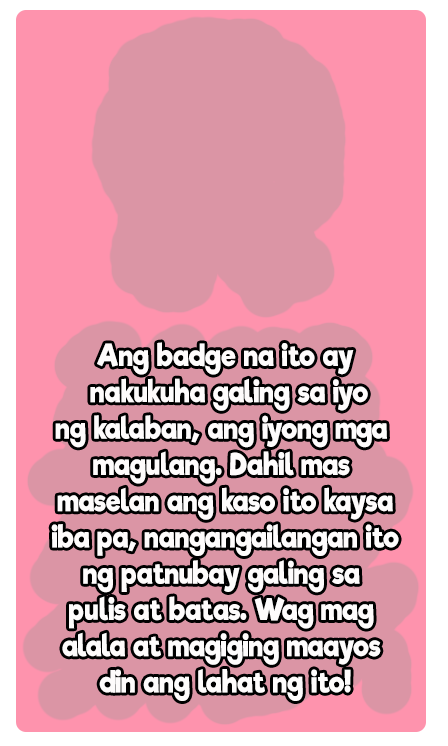 Ang badge na ito ay
nakukuha galing sa iyo
ng kalaban, ang iyong mga
magulang. Dahil mas
maselan ang kaso ito kaysa
iba pa, nangangailangan ito
ng patnubay galing sa
pulis at batas. Wag mag
alala at magiging maayos
din ang lahat ng ito!